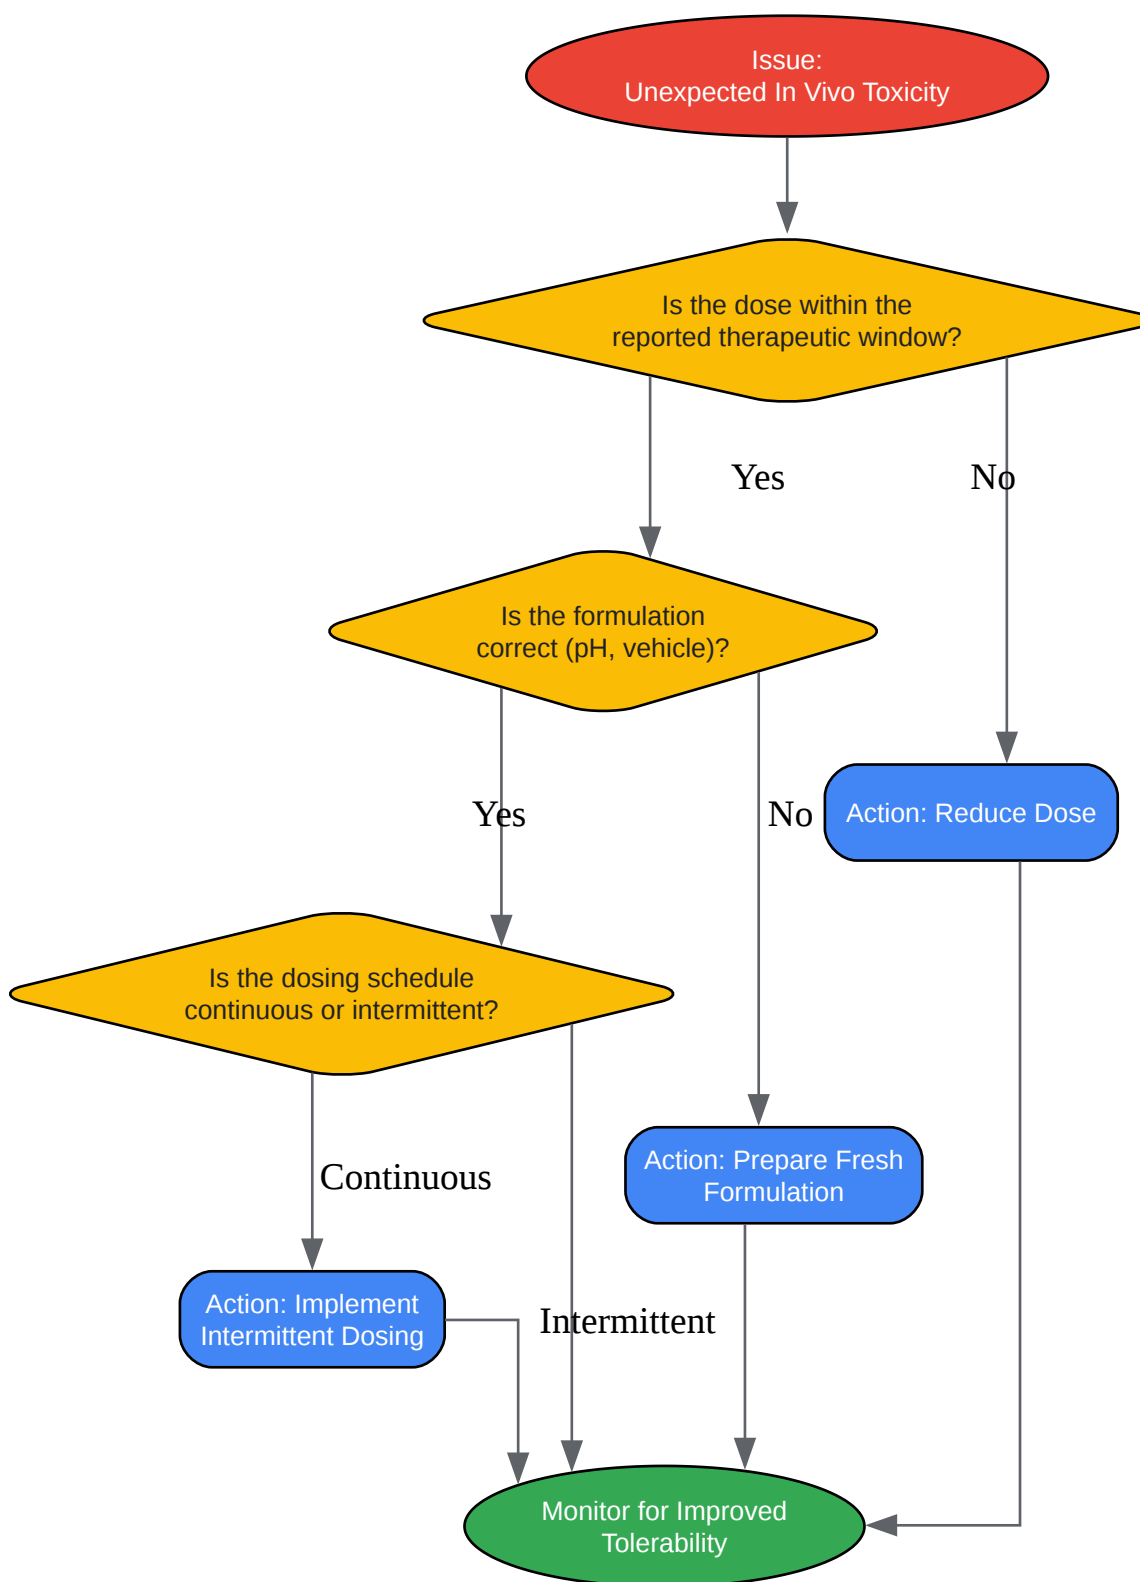 Issue:
Unexpected In Vivo Toxicity
Is the dose within the
reported therapeutic window?
Yes
No
Is the formulation
correct (pH, vehicle)?
Yes
No
Action: Reduce Dose
Is the dosing schedule
continuous or intermittent?
Continuous
Action: Prepare Fresh
Formulation
Action: Implement
Intermittent Dosing
Intermittent
Monitor for Improved
Tolerability